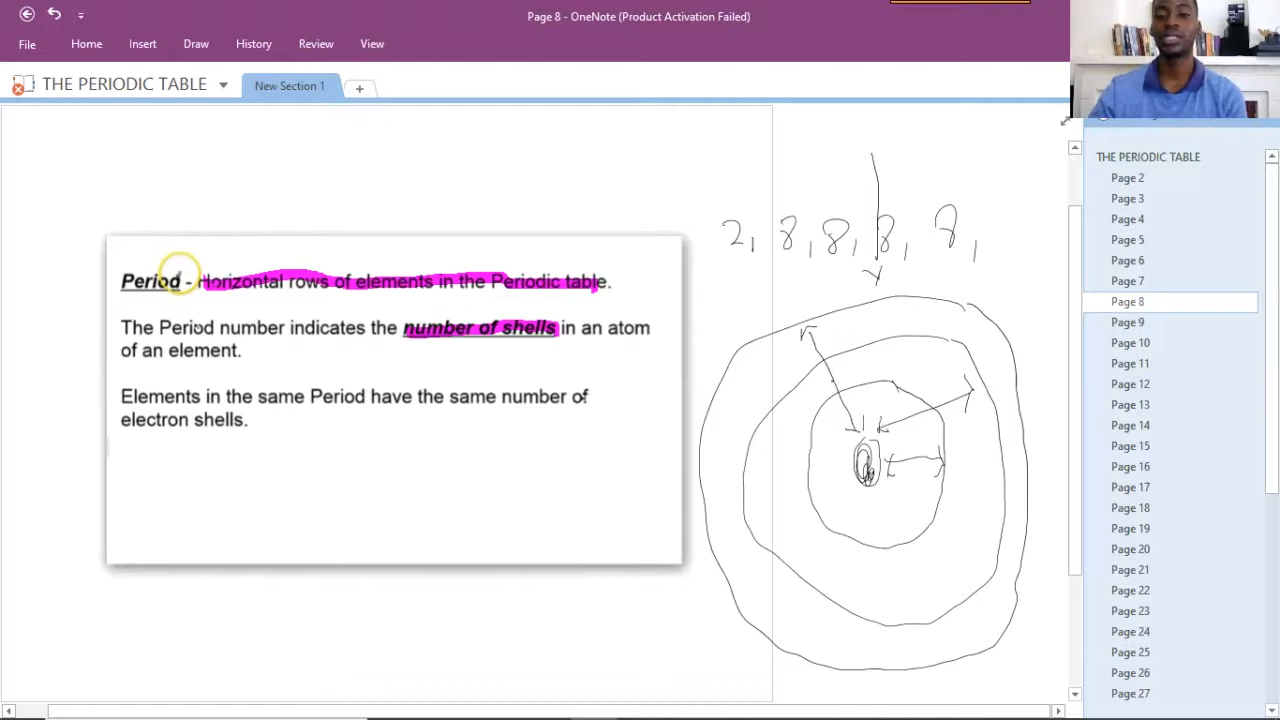 Page 8 - OneNote (Product Activation Failed)
File Home Insert Draw History Review View
THE PERIODIC TABLE New Section 1
Period - Horizontal rows of elements in the Periodic table.
The Period number indicates the number of shells in an atom
of an element.
Elements in the same Period have the same number of
electron shells.
2, 8, 8, 8, 8,
THE PERIODIC TABLE
Page 2
Page 3
Page 4
Page 5
Page 6
Page 7
Page 8
Page 9
Page 10
Page 11
Page 12
Page 13
Page 14
Page 15
Page 16
Page 17
Page 18
Page 19
Page 20
Page 21
Page 22
Page 23
Page 24
Page 25
Page 26
Page 27